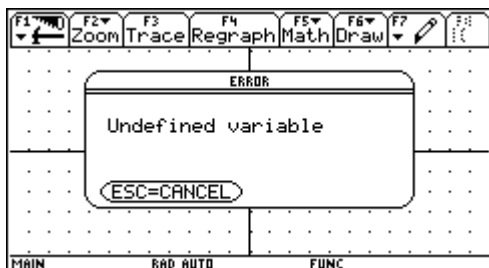 F1 F2 Zoom F3 Trace F4 Regraph F5 Math F6 Draw F7
ERROR
Undefined variable
ESC=CANCEL
MAIN RAD AUTO FUNC